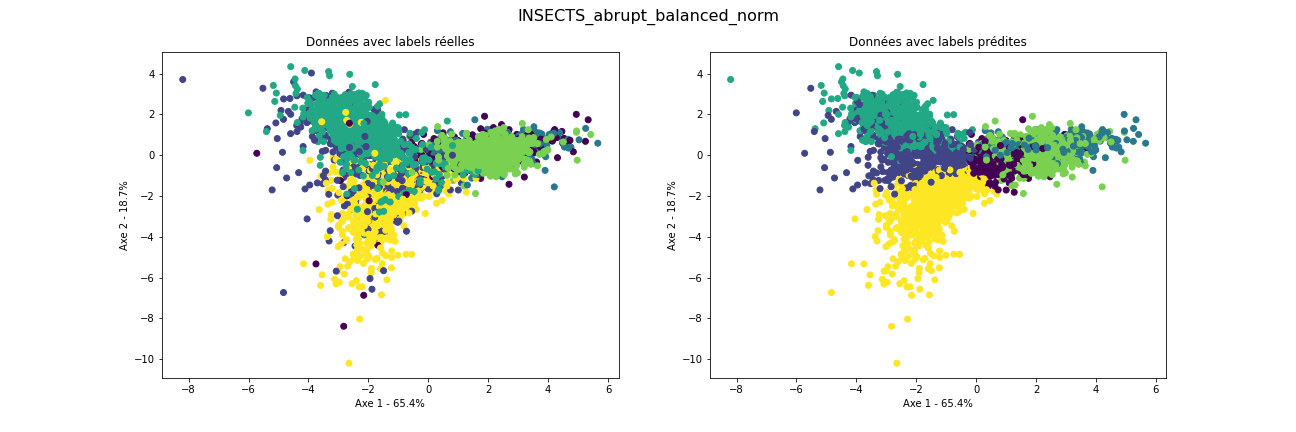 INSECTS_abrupt_balanced_norm
Données avec labels réelles
4
2
0
−2
−4
−6
−8
−10
Axe 2 - 18.7%
−8 −6 −4 −2 0 2 4 6
Axe 1 - 65.4%
Données avec labels prédites
4
2
0
−2
−4
−6
−8
−10
Axe 2 - 18.7%
−8 −6 −4 −2 0 2 4 6
Axe 1 - 65.4%